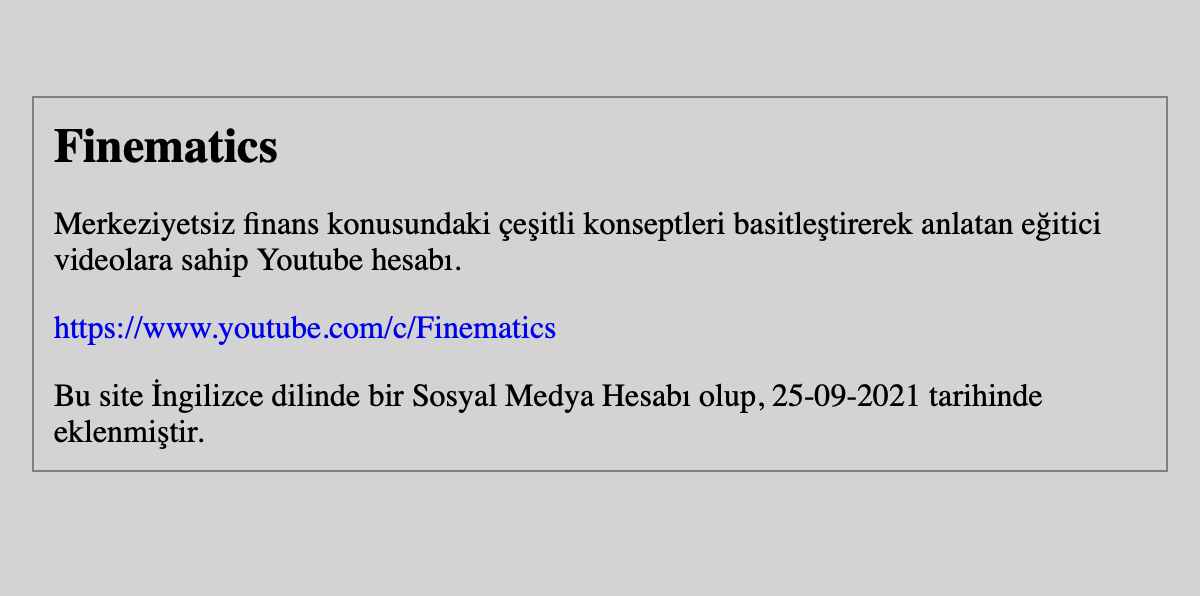 Finematics
Merkeziyetsiz finans konusundaki çeşitli konseptleri basitleştirerek anlatan eğitici
videolara sahip Youtube hesabı.
https://www.youtube.com/c/Finematics
Bu site İngilizce dilinde bir Sosyal Medya Hesabı olup, 25-09-2021 tarihinde
eklenmiştir.